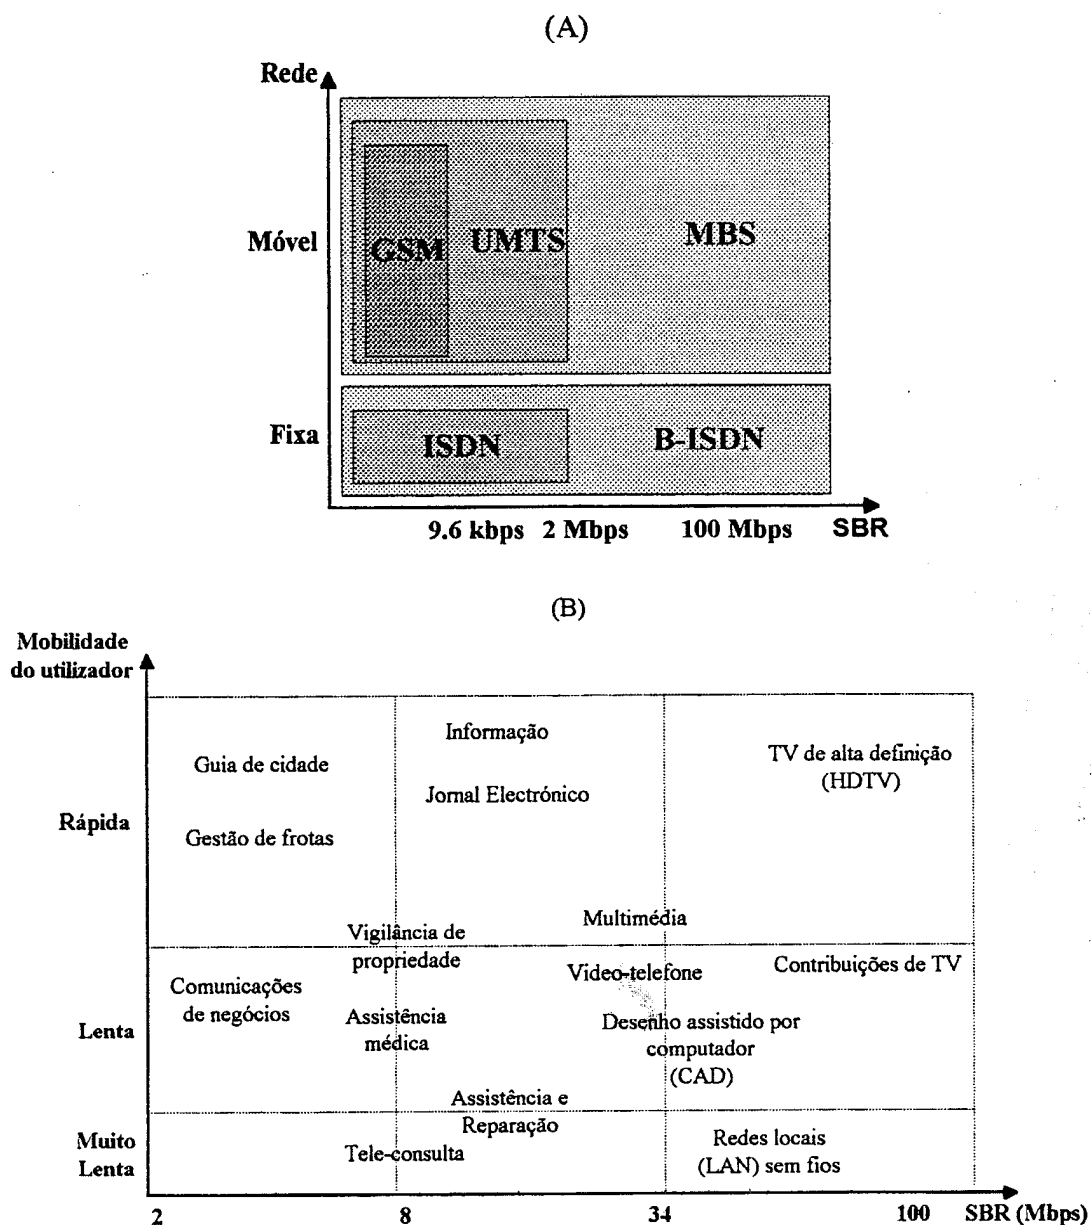 (A)
Rede
Móvel
GSM
UMTS
MBS
Fixa
ISDN
B-ISDN
9.6 kbps 2 Mbps 100 Mbps SBR
(B)
Mobilidade
do utilizador
Informação
TV de alta definição
(HDTV)
Guia de cidade
Jornal Electrónico
Rápida
Gestão de frotas
Multimédia
Vigilância de
propriedade
Video-telefone
Contribuições de TV
Comunicações
de negócios
Lenta
Assistência
médica
Desenho assistido por
computador
(CAD)
Assistência e
Reparação
Muito
Lenta
Tele-consulta
Redes locais
(LAN) sem fios
2 8 34 100 SBR (Mbps)